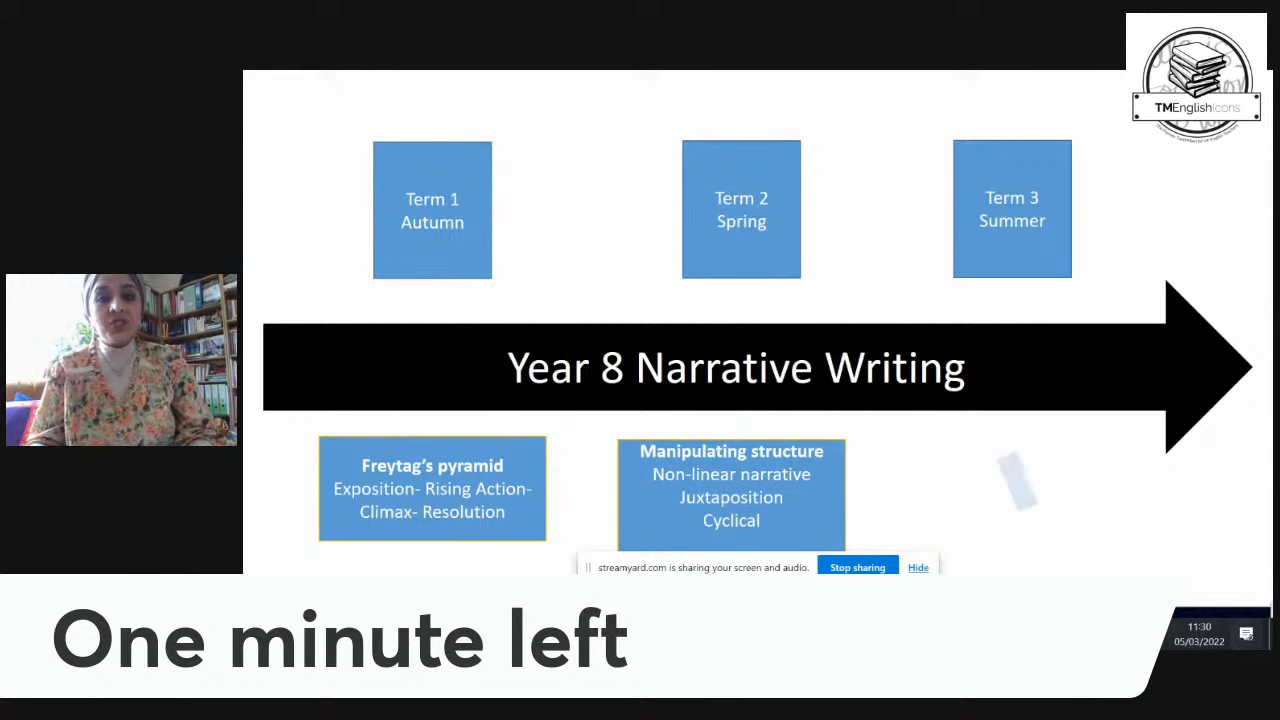 TMEnglishIcons
Term 1
Autumn
Term 2
Spring
Term 3
Summer
Year 8 Narrative Writing
Freytag's pyramid
Exposition- Rising Action-
Climax- Resolution
Manipulating structure
Non-linear narrative
Juxtaposition
Cyclical
streamyard.com is sharing your screen and audio.
Stop sharing
Hide
One minute left
11:30
05/03/2022